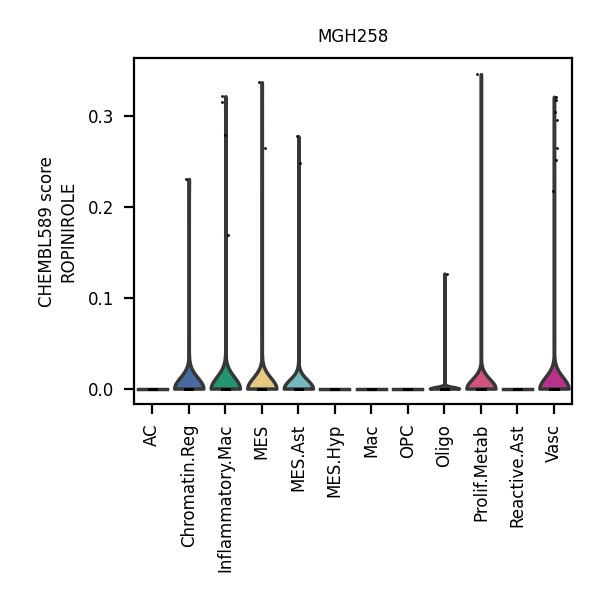 MGH258
CHEMBL589 score
ROPINIROLE
0.3
0.2
0.1
0.0
AC
Chromatin.Reg
Inflammatory.Mac
MES
MES.Ast
MES.Hyp
Mac
OPC
Oligo
Prolif.Metab
Reactive.Ast
Vasc